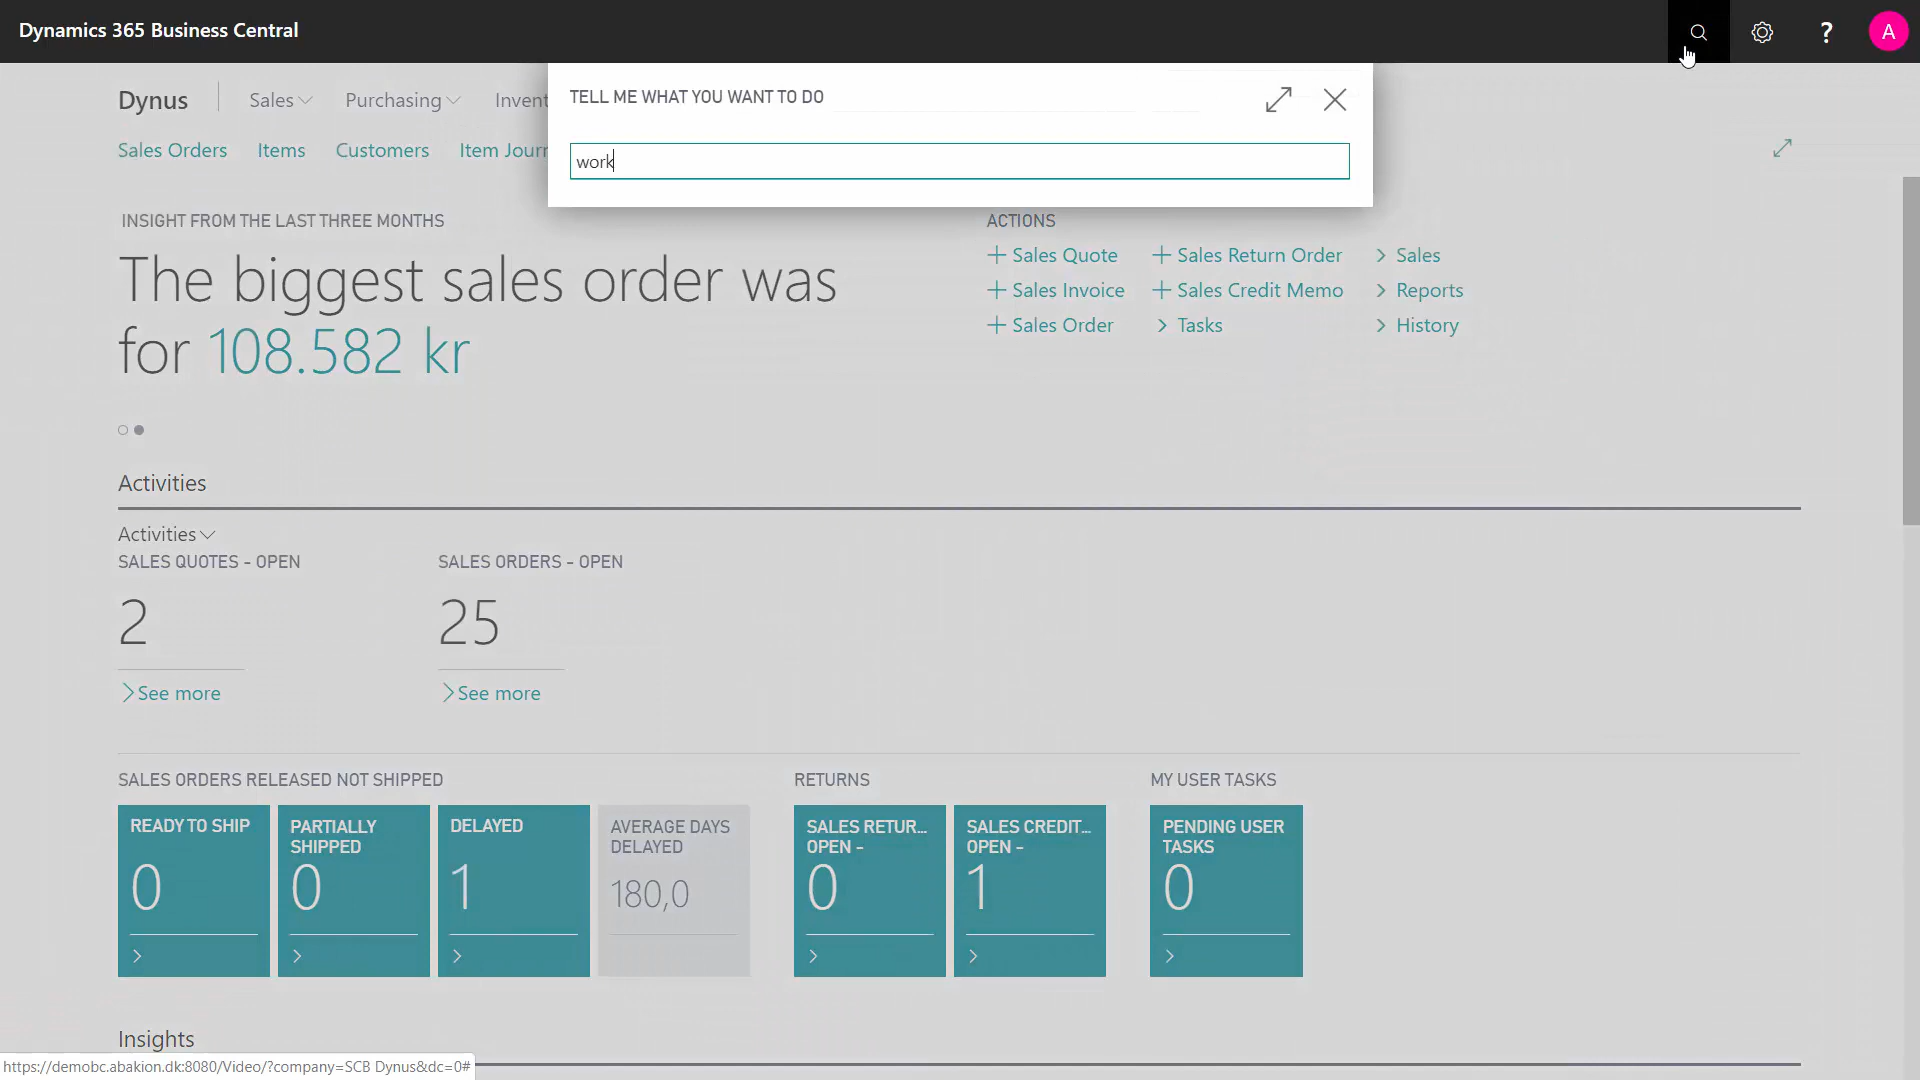 Dynamics 365 Business Central
?
A
TELL ME WHAT YOU WANT TO DO
work
Dynus
Sales
Purchasing
Invent
Sales Orders
Items
Customers
Item Journ
INSIGHT FROM THE LAST THREE MONTHS
The biggest sales order was
for 108.582 kr
ACTIONS
+ Sales Quote
+ Sales Return Order
> Sales
+ Sales Invoice
+ Sales Credit Memo
> Reports
+ Sales Order
> Tasks
> History
Activities
Activities
SALES QUOTES - OPEN
SALES ORDERS - OPEN
2
25
> See more
> See more
SALES ORDERS RELEASED NOT SHIPPED
RETURNS
MY USER TASKS
READY TO SHIP
0
PARTIALLY
SHIPPED
0
DELAYED
1
AVERAGE DAYS
DELAYED
180,0
SALES RETUR...
OPEN -
0
SALES CREDIT...
OPEN -
1
PENDING USER
TASKS
0
Insights
https://demobc.abakion.dk:8080/Video/?company=SCB Dynus&dc=0#